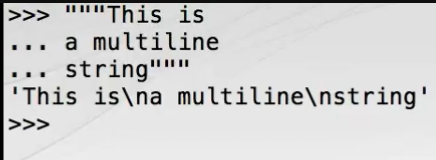 >>> """This is
... a multiline
... string"""
'This is\na multiline\nstring'
>>>